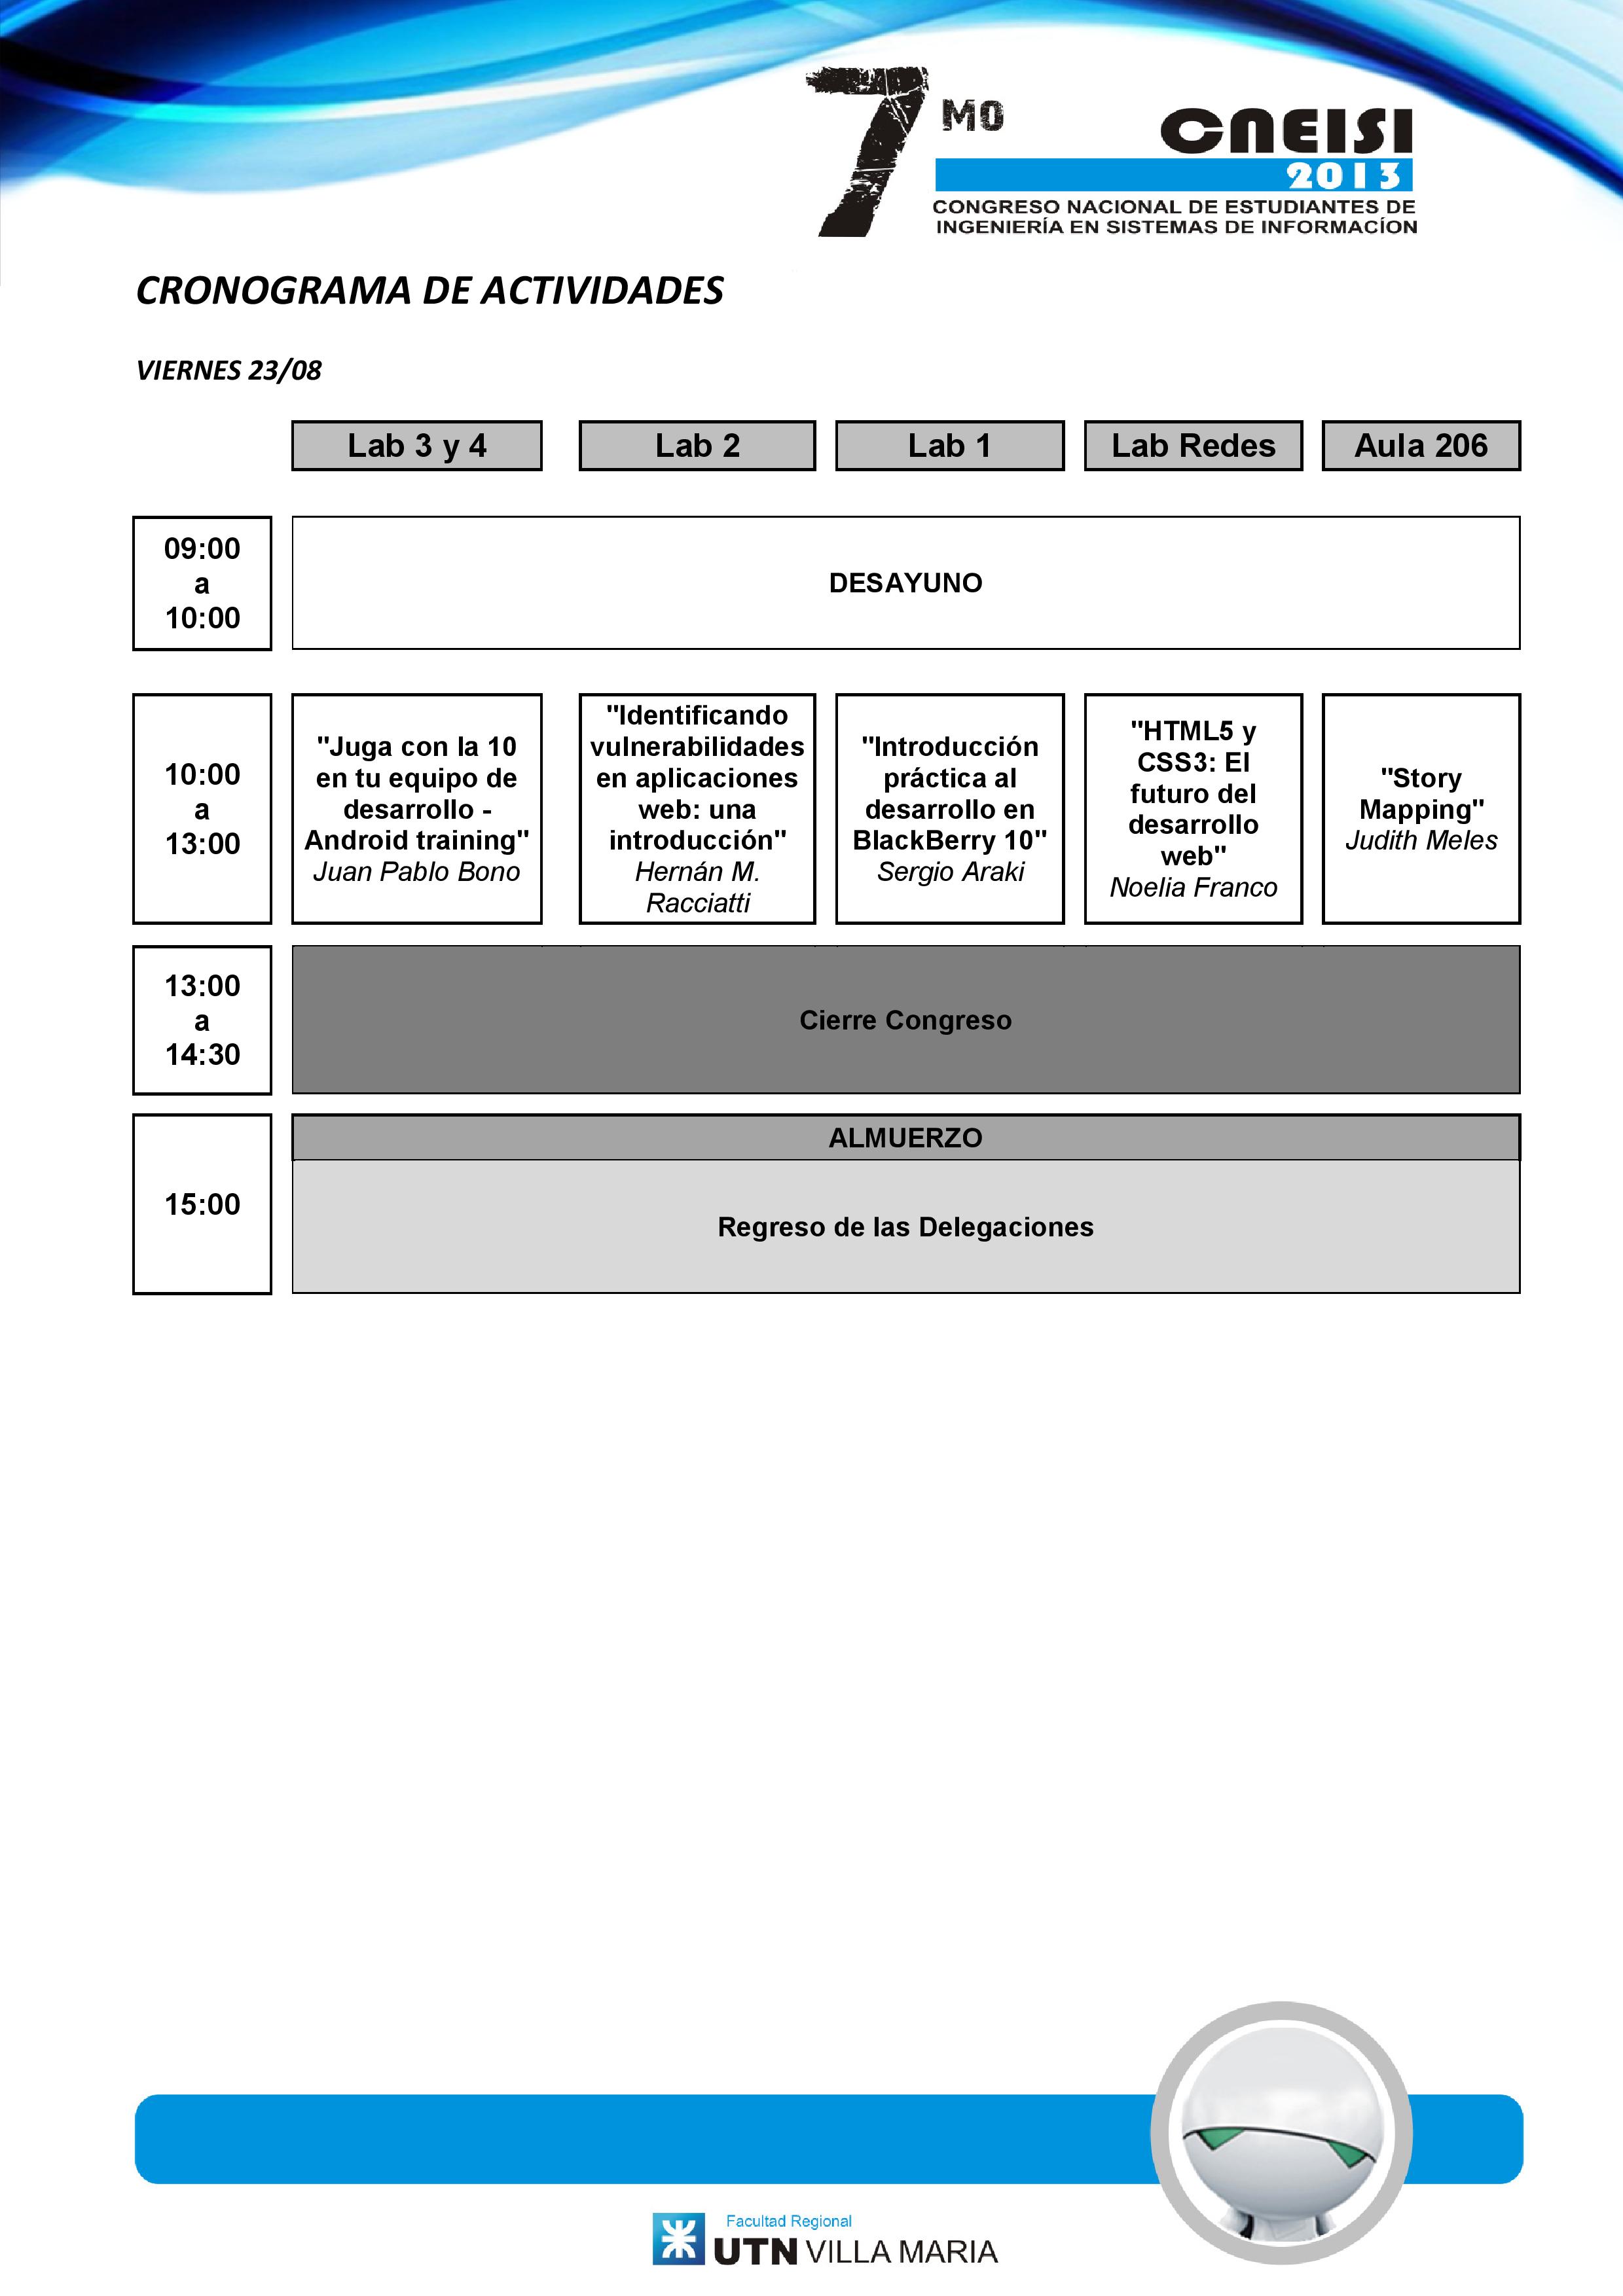 7 MO
CNEISI
2013
CONGRESO NACIONAL DE ESTUDIANTES DE
INGENIERÍA EN SISTEMAS DE INFORMACÍON
CRONOGRAMA DE ACTIVIDADES
VIERNES 23/08
Lab 3 y 4
Lab 2
Lab 1
Lab Redes
Aula 206
09:00
a
10:00
DESAYUNO
10:00
a
13:00
"Juga con la 10
en tu equipo de
desarrollo -
Android training"
Juan Pablo Bono
"Identificando
vulnerabilidades
en aplicaciones
web: una
introducción"
Hernán M.
Racciatti
"Introducción
práctica al
desarrollo en
BlackBerry 10"
Sergio Araki
"HTML5 y
CSS3: El
futuro del
desarrollo
web"
Noelia Franco
"Story
Mapping"
Judith Meles
13:00
a
14:30
Cierre Congreso
15:00
ALMUERZO
Regreso de las Delegaciones
Facultad Regional
UTN VILLA MARIA